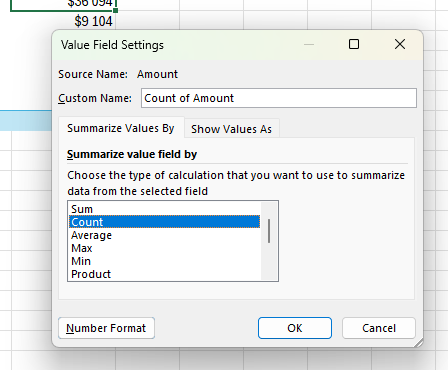 $36 094
$9 104
Value Field Settings
Source Name: Amount
Custom Name: Count of Amount
Summarize Values By Show Values As
Summarize value field by
Choose the type of calculation that you want to use to summarize
data from the selected field
Sum
Count
Average
Max
Min
Product
Number Format OK Cancel